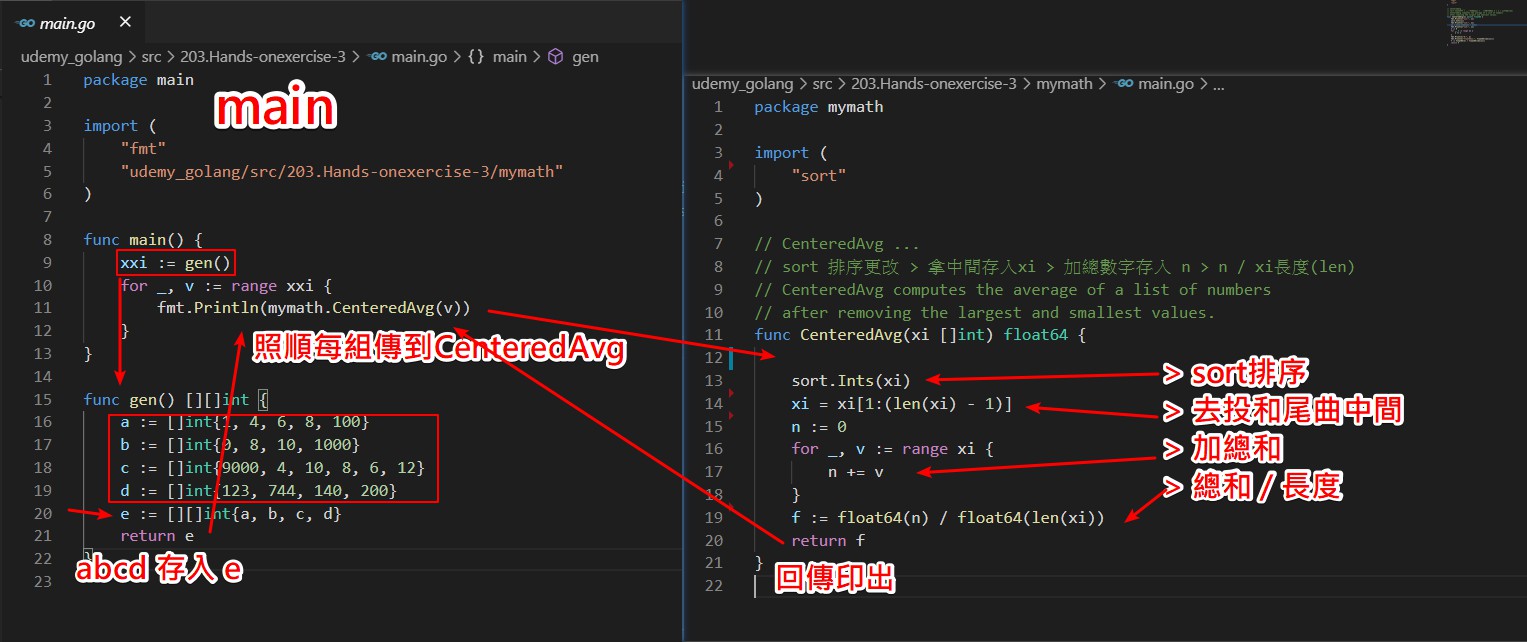 main.go
udemy_golang > src > 203.Hands-onexercise-3 > main.go > {} main > gen
1 package main
2
3 import (
4 "fmt"
5 "udemy_golang/src/203.Hands-onexercise-3/mymath"
6 )
7
8 func main() {
9 xxi := gen()
10 for _, v := range xxi {
11 fmt.Println(mymath.CenteredAvg(v))
12 }
13 }
14
15 func gen() [][]int {
16 a := []int{1, 4, 6, 8, 100}
17 b := []int{0, 8, 10, 1000}
18 c := []int{9000, 4, 10, 8, 6, 12}
19 d := []int{123, 744, 140, 200}
20 e := [][]int{a, b, c, d}
21 return e
22 }
23
main
照順每組傳到CenteredAvg
abcd 存入 e
udemy_golang > src > 203.Hands-onexercise-3 > mymath > main.go > ...
1 package mymath
2
3 import (
4 "sort"
5 )
6
7 // CenteredAvg ...
8 // sort 排序更改 > 拿中間存入xi > 加總數字存入 n > n / xi長度(len)
9 // CenteredAvg computes the average of a list of numbers
10 // after removing the largest and smallest values.
11 func CenteredAvg(xi []int) float64 {
12
13 sort.Ints(xi)
14 xi = xi[1:(len(xi) - 1)]
15 n := 0
16 for _, v := range xi {
17 n += v
18 }
19 f := float64(n) / float64(len(xi))
20 return f
21 }
22
> sort排序
> 去投和尾曲中間
> 加總和
> 總和 / 長度
回傳印出